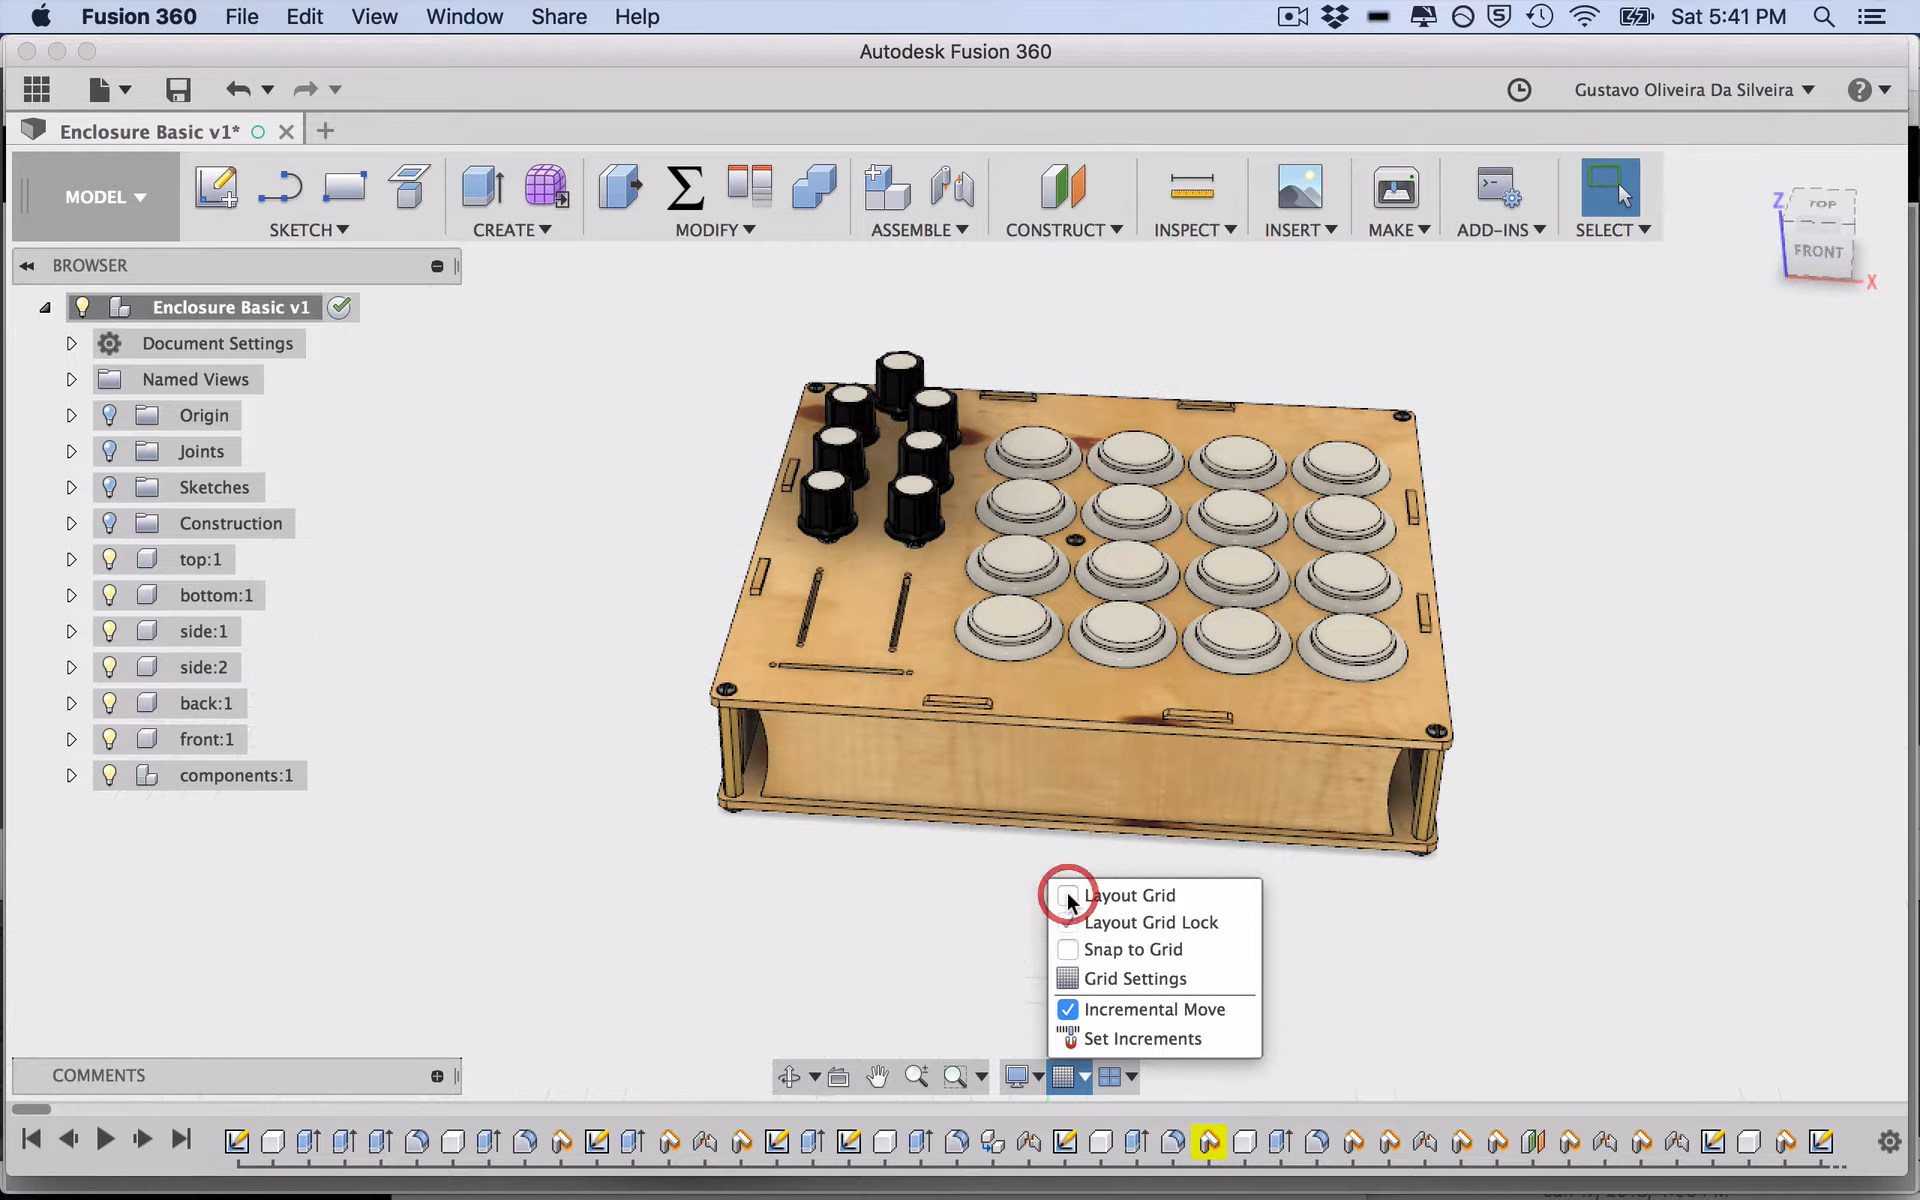 Fusion 360 File Edit View Window Share Help Sat 5:41 PM
Autodesk Fusion 360
Gustavo Oliveira Da Silveira
Enclosure Basic v1*
MODEL
SKETCH CREATE MODIFY ASSEMBLE CONSTRUCT INSPECT INSERT MAKE ADD-INS SELECT
Z TOP
FRONT
X
BROWSER
Enclosure Basic v1
Document Settings
Named Views
Origin
Joints
Sketches
Construction
top:1
bottom:1
side:1
side:2
back:1
front:1
components:1
Layout Grid
Layout Grid Lock
Snap to Grid
Grid Settings
Incremental Move
Set Increments
COMMENTS